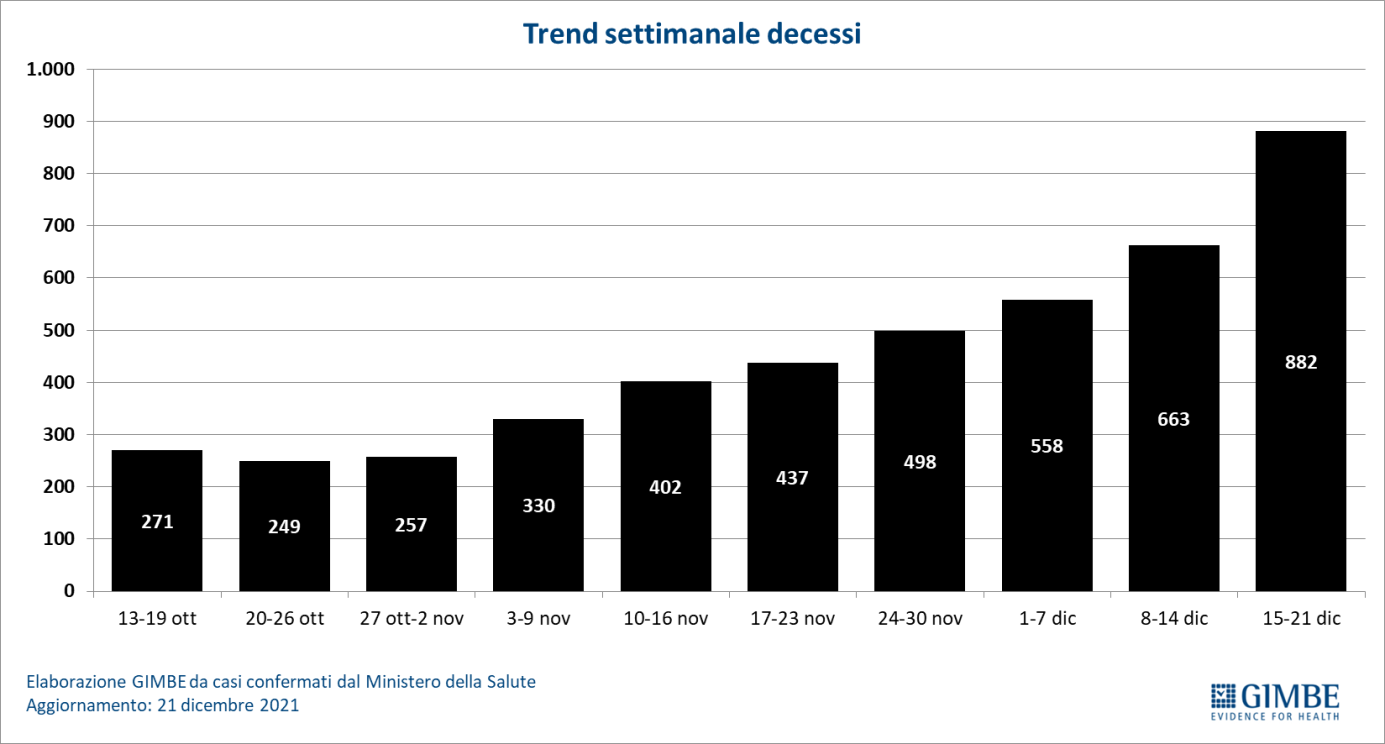 Trend settimanale decessi
1.000
900
800
700
600
500
400
300
200
100
0
271
249
257
330
402
437
498
558
663
882
13-19 ott
20-26 ott
27 ott-2 nov
3-9 nov
10-16 nov
17-23 nov
24-30 nov
1-7 dic
8-14 dic
15-21 dic
Elaborazione GIMBE da casi confermati dal Ministero della Salute
Aggiornamento: 21 dicembre 2021
GIMBE
EVIDENCE FOR HEALTH